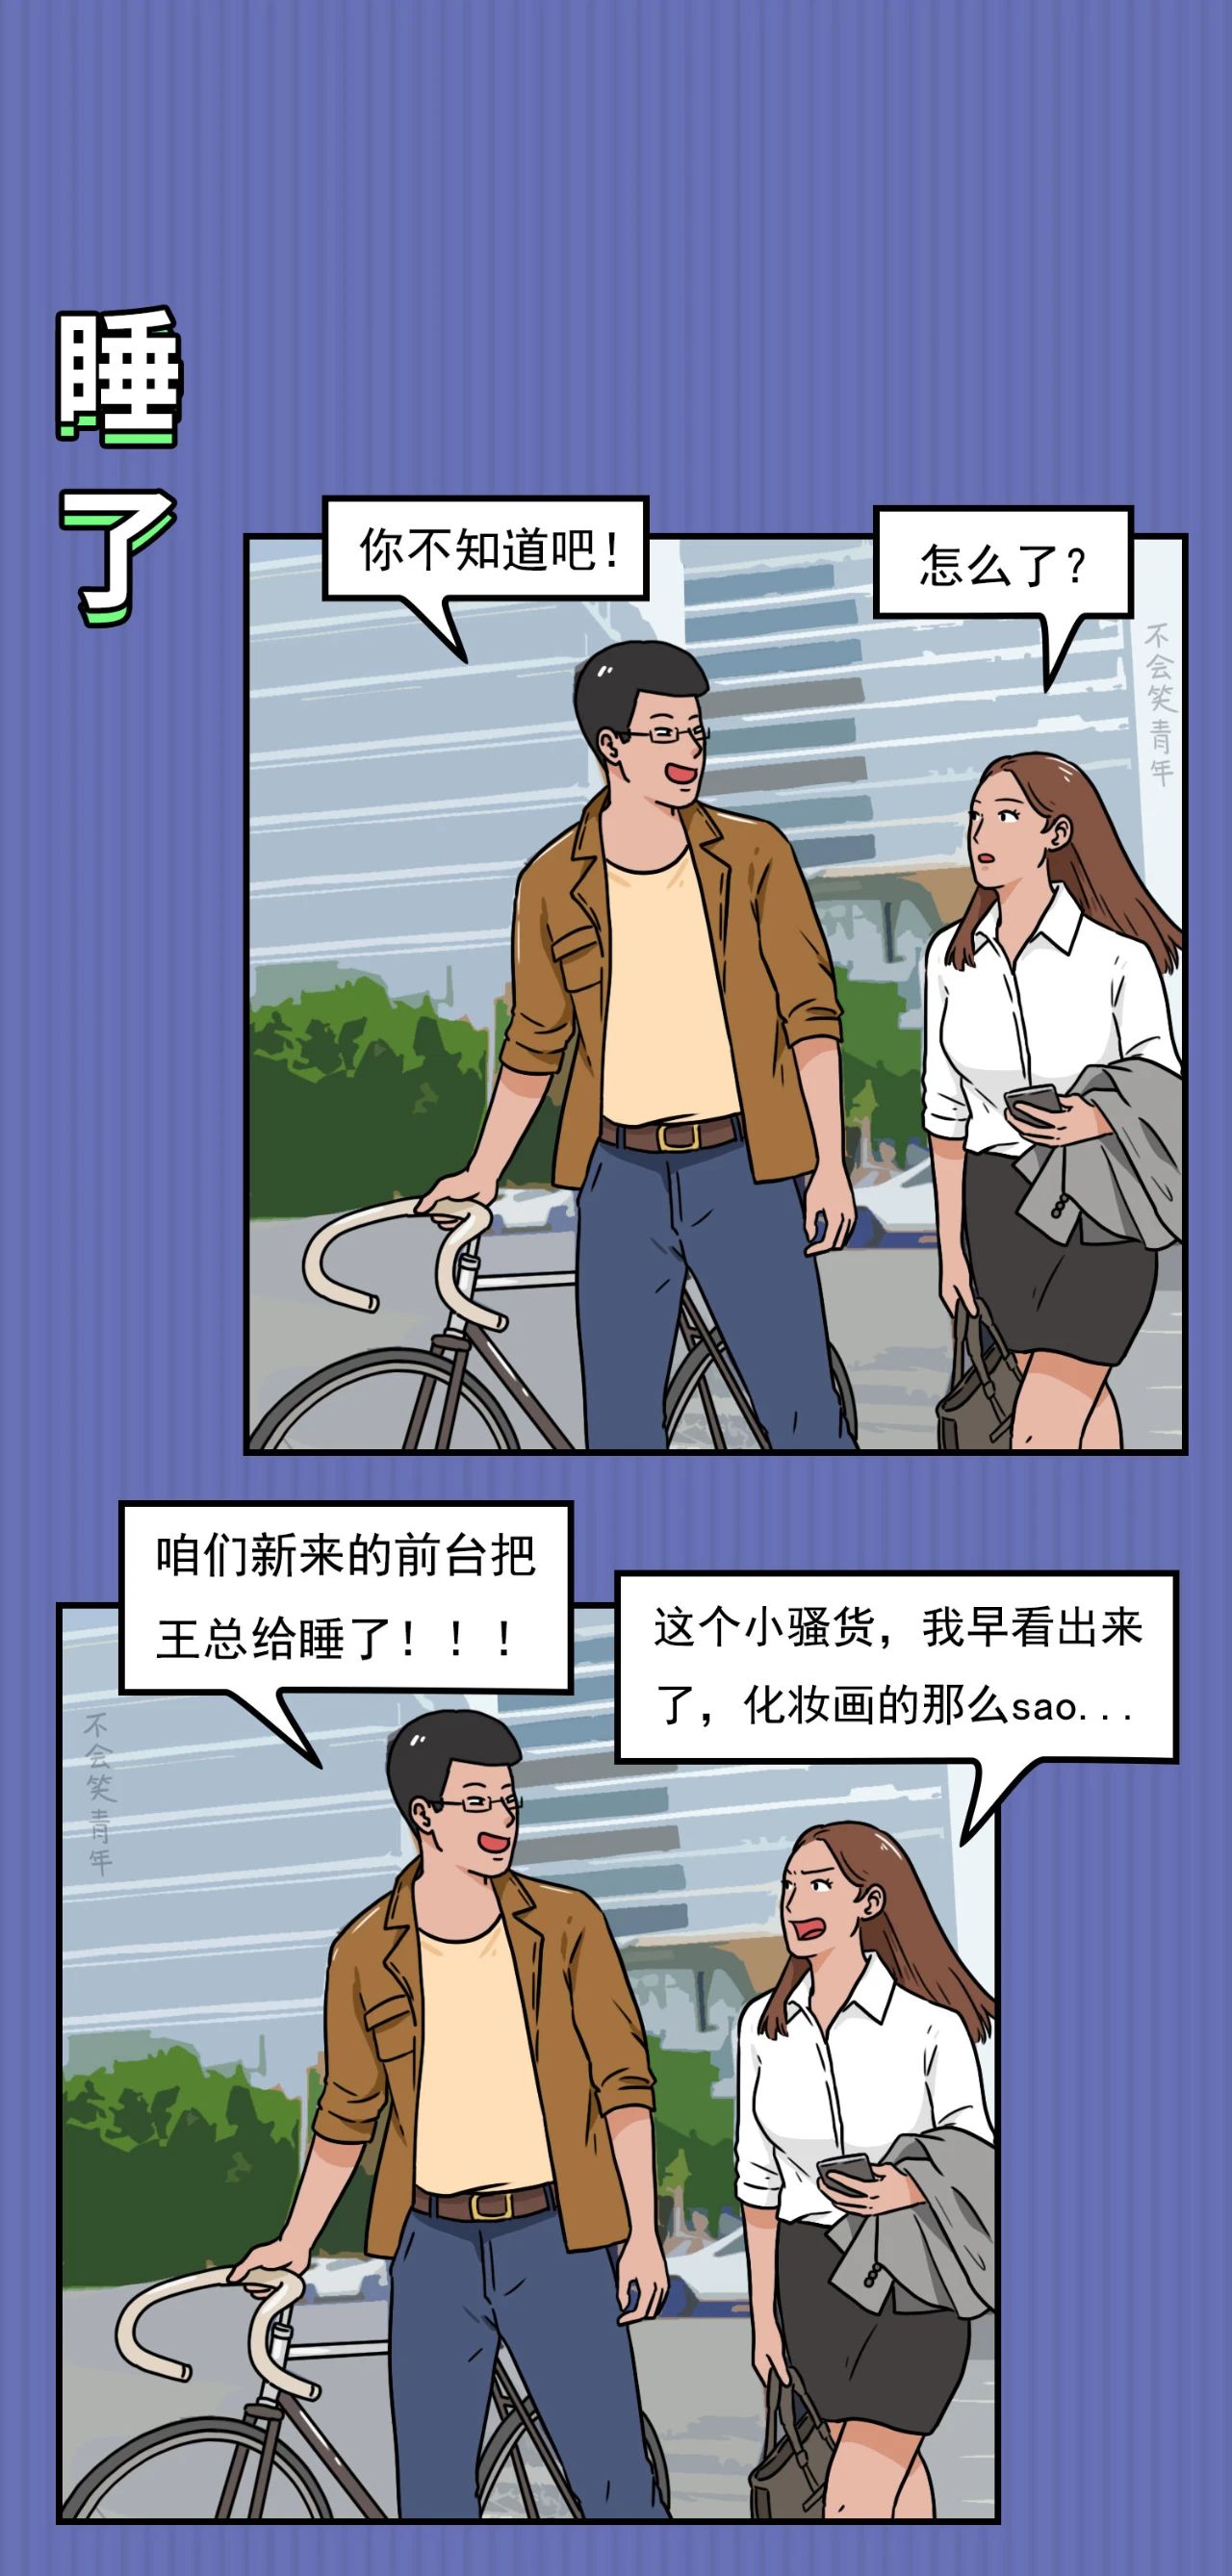 睡了
你不知道吧！
怎么了？
不会笑青年
咱们新来的前台把
王总给睡了！！！
这个小骚货，我早看出来
了，化妆画的那么sao...
不会笑青年